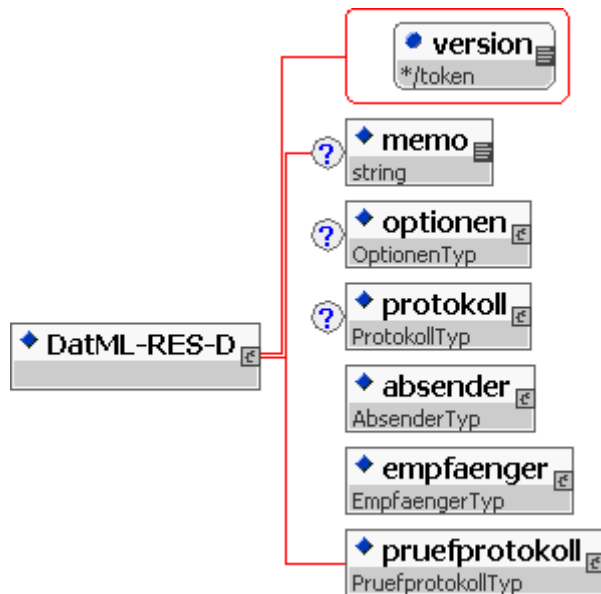 version
*/token
?
memo
string
?
optionen
OptionenTyp
?
protokoll
ProtokollTyp
DatML-RES-D
absender
AbsenderTyp
empfaenger
EmpfaengerTyp
pruefprotokoll
PruefprotokollTyp